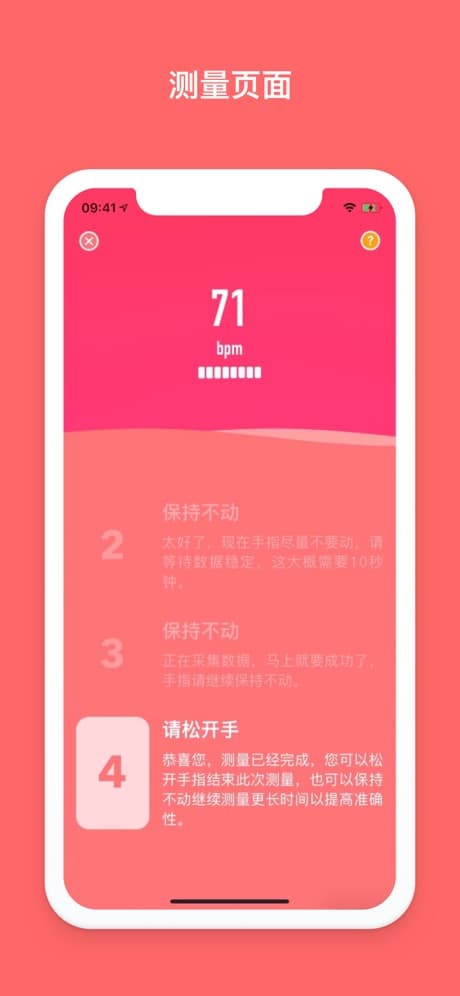 测量页面
09:41
?
71
bpm
2
保持不动
太好了，现在手指尽量不要动，请
等待数据稳定，这大概需要10秒
钟。
3
保持不动
正在采集数据，马上就要成功了，
手指请继续保持不动。
4
请松开手
恭喜您，测量已经完成，您可以松
开手指结束此次测量，也可以保持
不动继续测量更长时间以提高准确
性。